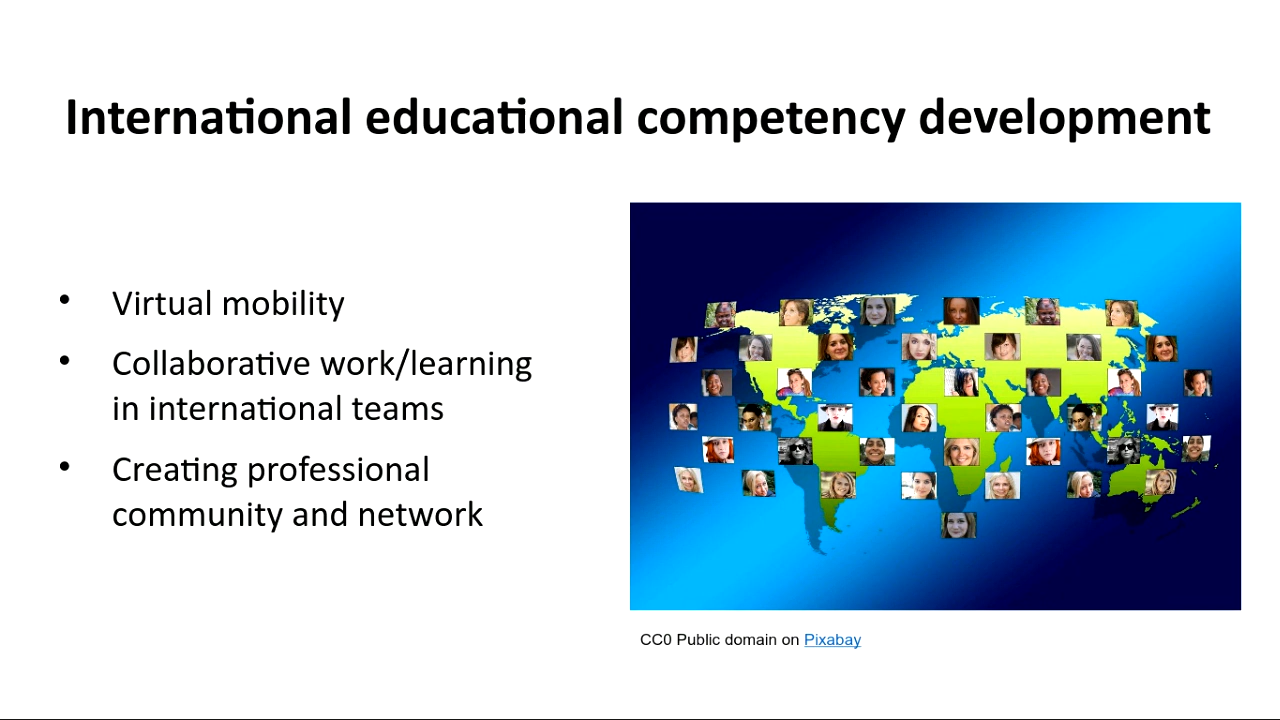 International educational competency development
• Virtual mobility
• Collaborative work/learning
in international teams
• Creating professional
community and network
CC0 Public domain on Pixabay